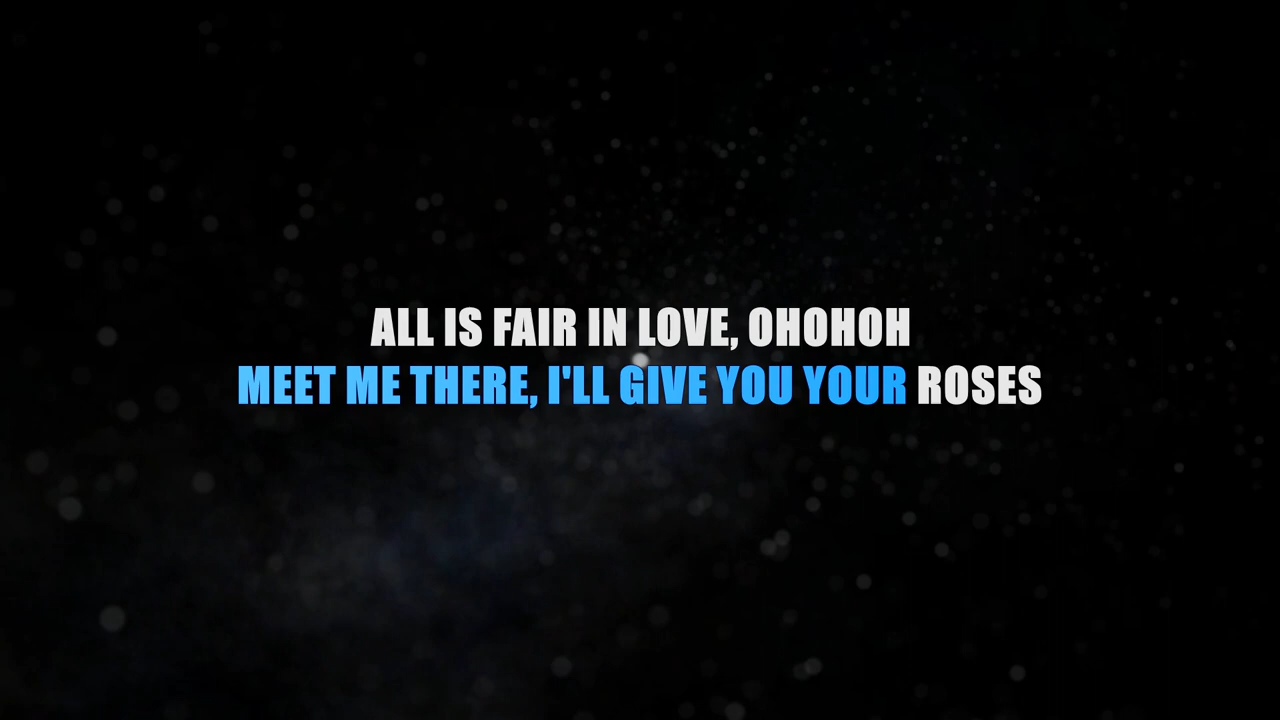 ALL IS FAIR IN LOVE, OHOHOH
MEET ME THERE, I'LL GIVE YOU YOUR ROSES